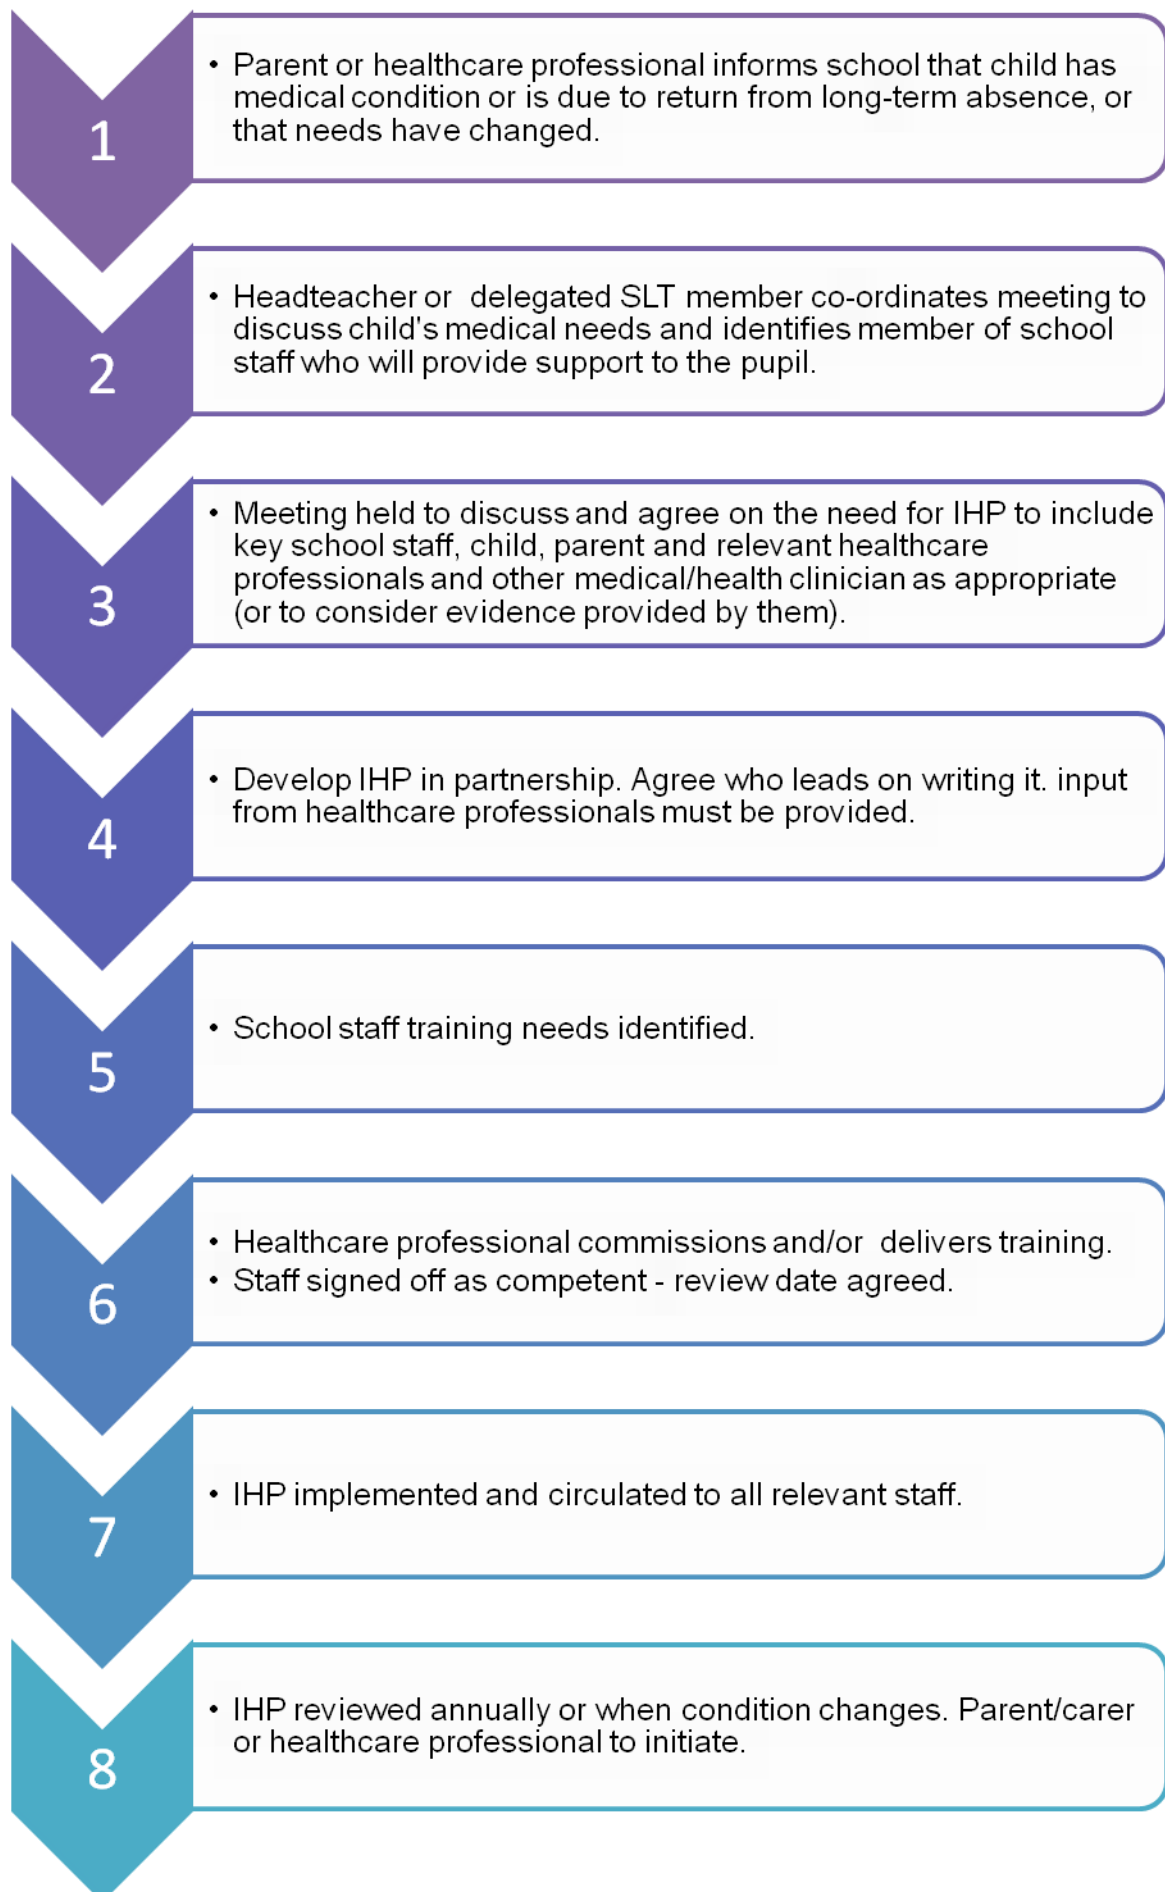 1
• Parent or healthcare professional informs school that child has
medical condition or is due to return from long-term absence, or
that needs have changed.
2
• Headteacher or  delegated SLT member co-ordinates meeting to
discuss child's medical needs and identifies member of school
staff who will provide support to the pupil.
3
• Meeting held to discuss and agree on the need for IHP to include
key school staff, child, parent and relevant healthcare
professionals and other medical/health clinician as appropriate
(or to consider evidence provided by them).
4
• Develop IHP in partnership. Agree who leads on writing it. input
from healthcare professionals must be provided.
5
• School staff training needs identified.
6
• Healthcare professional commissions and/or  delivers training.
• Staff signed off as competent - review date agreed.
7
• IHP implemented and circulated to all relevant staff.
8
• IHP reviewed annually or when condition changes. Parent/carer
or healthcare professional to initiate.